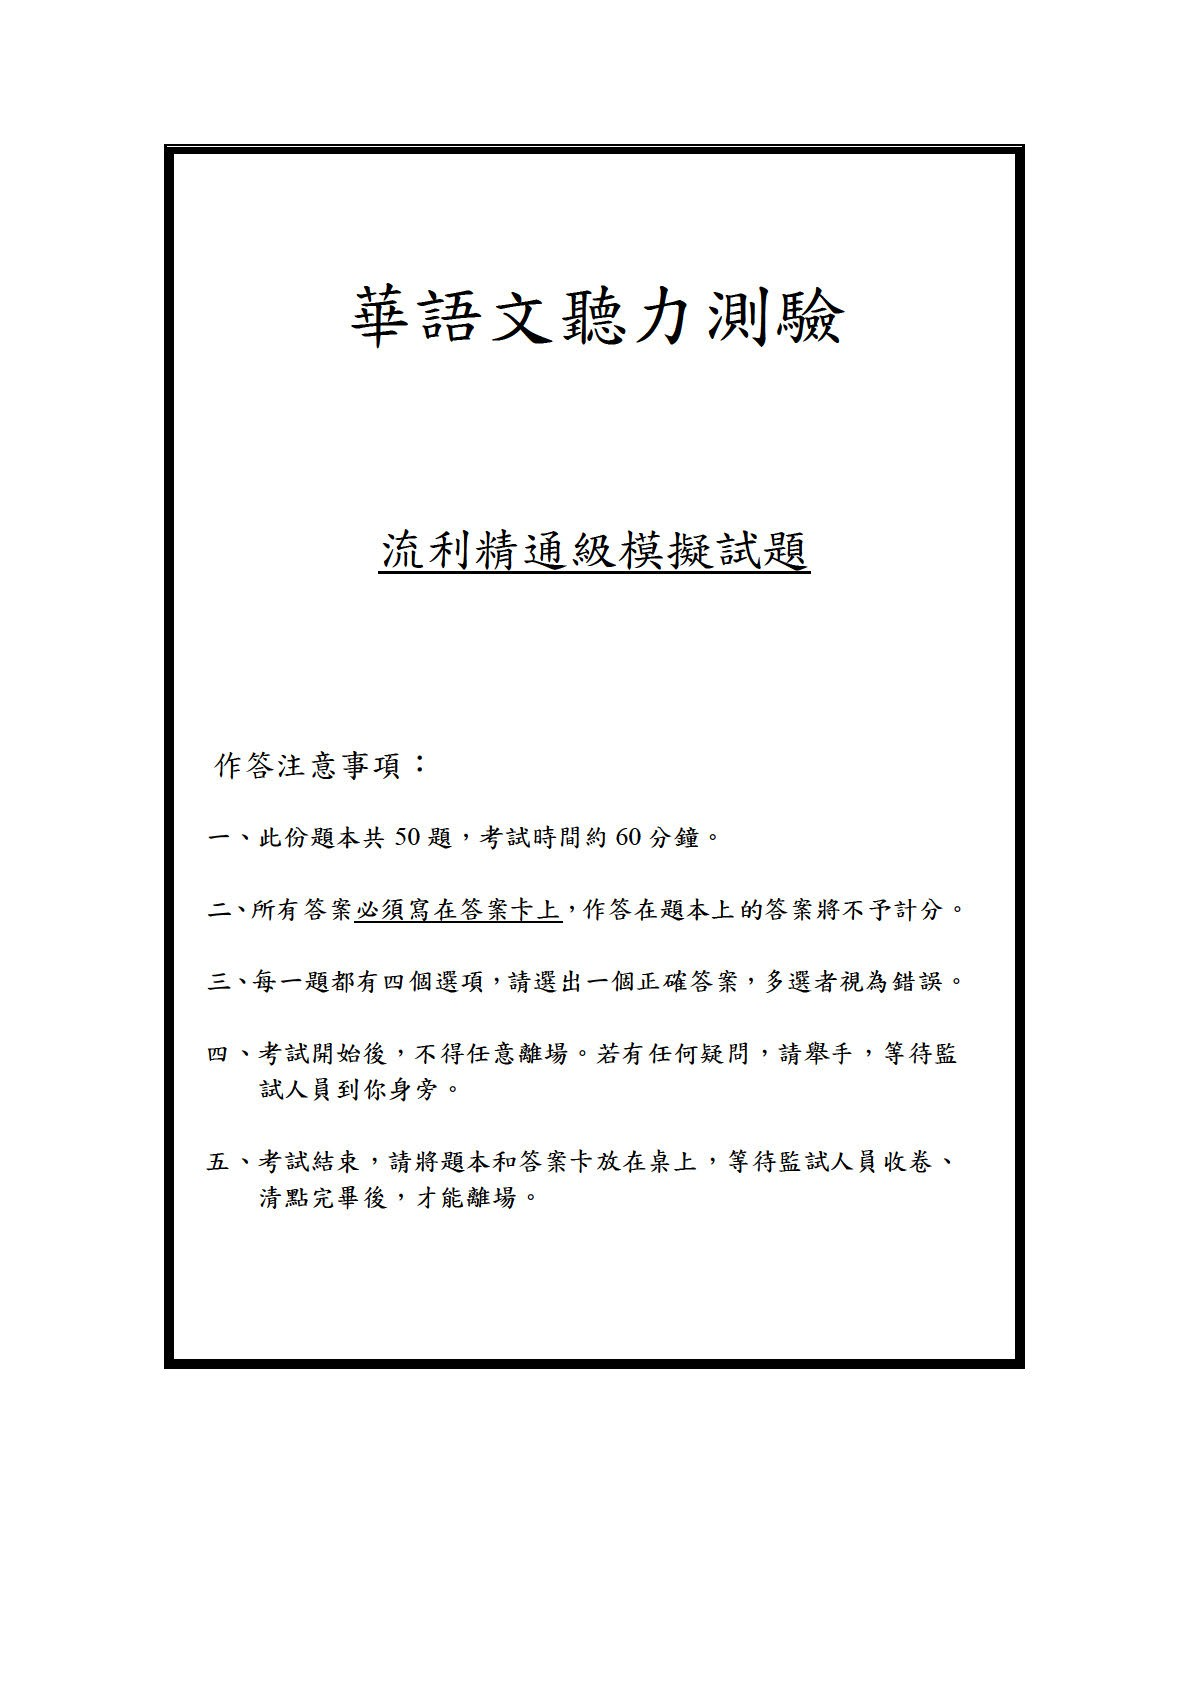 華語文聽力測驗
流利精通級模擬試題
作答注意事項：
一、此份題本共 50 題，考試時間約 60 分鐘。
二、所有答案必須寫在答案卡上，作答在題本上的答案將不予計分。
三、每一題都有四個選項，請選出一個正確答案，多選者視為錯誤。
四、考試開始後，不得任意離場。若有任何疑問，請舉手，等待監
試人員到你身旁。
五、考試結束，請將題本和答案卡放在桌上，等待監試人員收卷、
清點完畢後，才能離場。